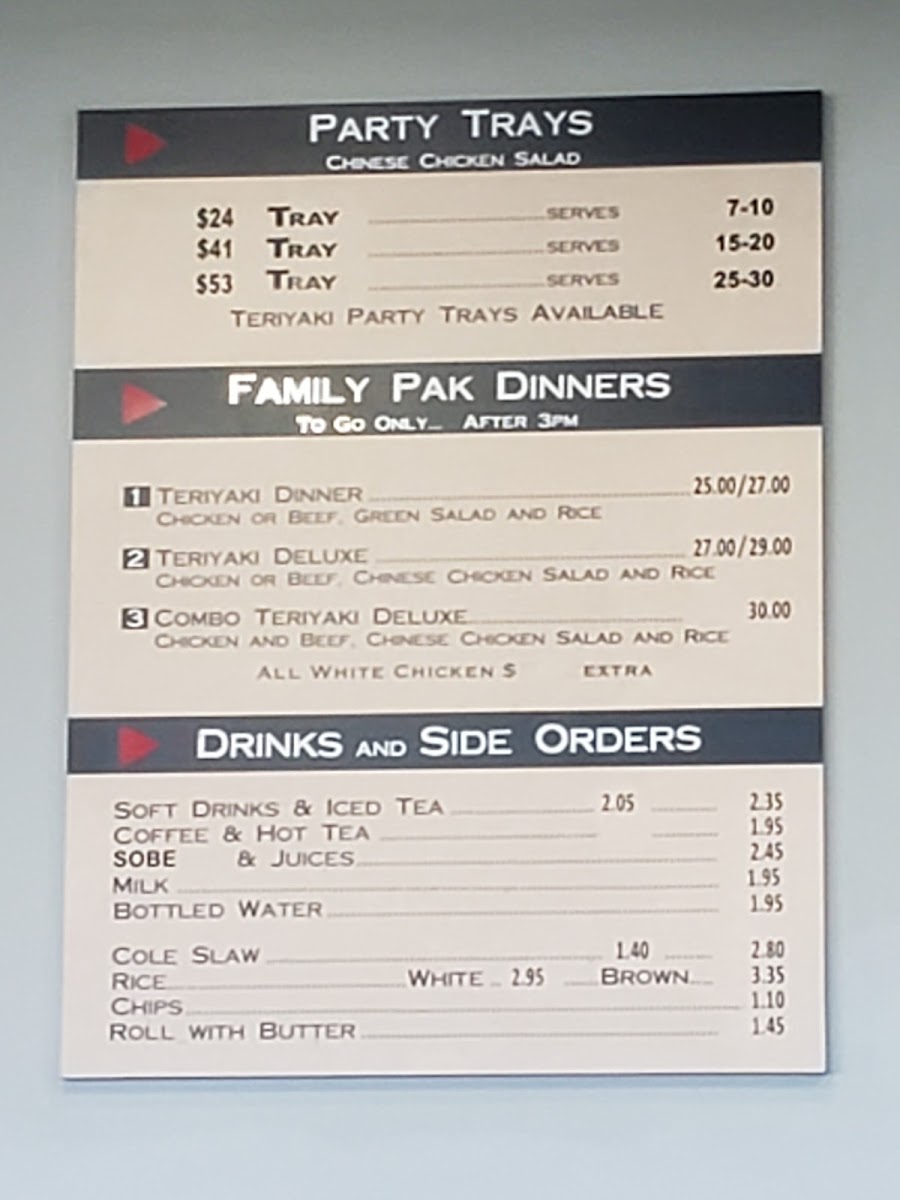 PARTY TRAYS
CHINESE CHICKEN SALAD
$24 TRAY SERVES 7-10
$41 TRAY SERVES 15-20
$53 TRAY SERVES 25-30
TERIYAKI PARTY TRAYS AVAILABLE
FAMILY PAK DINNERS
TO GO ONLY... AFTER 3PM
1 TERIYAKI DINNER 25.00/27.00
CHICKEN OR BEEF, GREEN SALAD AND RICE
2 TERIYAKI DELUXE 27.00/29.00
CHICKEN OR BEEF, CHINESE CHICKEN SALAD AND RICE
3 COMBO TERIYAKI DELUXE 30.00
CHICKEN AND BEEF, CHINESE CHICKEN SALAD AND RICE
ALL WHITE CHICKEN $ EXTRA
DRINKS AND SIDE ORDERS
SOFT DRINKS & ICED TEA 2.05 2.35
COFFEE & HOT TEA 1.95
SOBE & JUICES 2.45
MILK 1.95
BOTTLED WATER 1.95
COLE SLAW 1.40 2.80
RICE WHITE 2.95 BROWN 3.35
CHIPS 1.10
ROLL WITH BUTTER 1.45